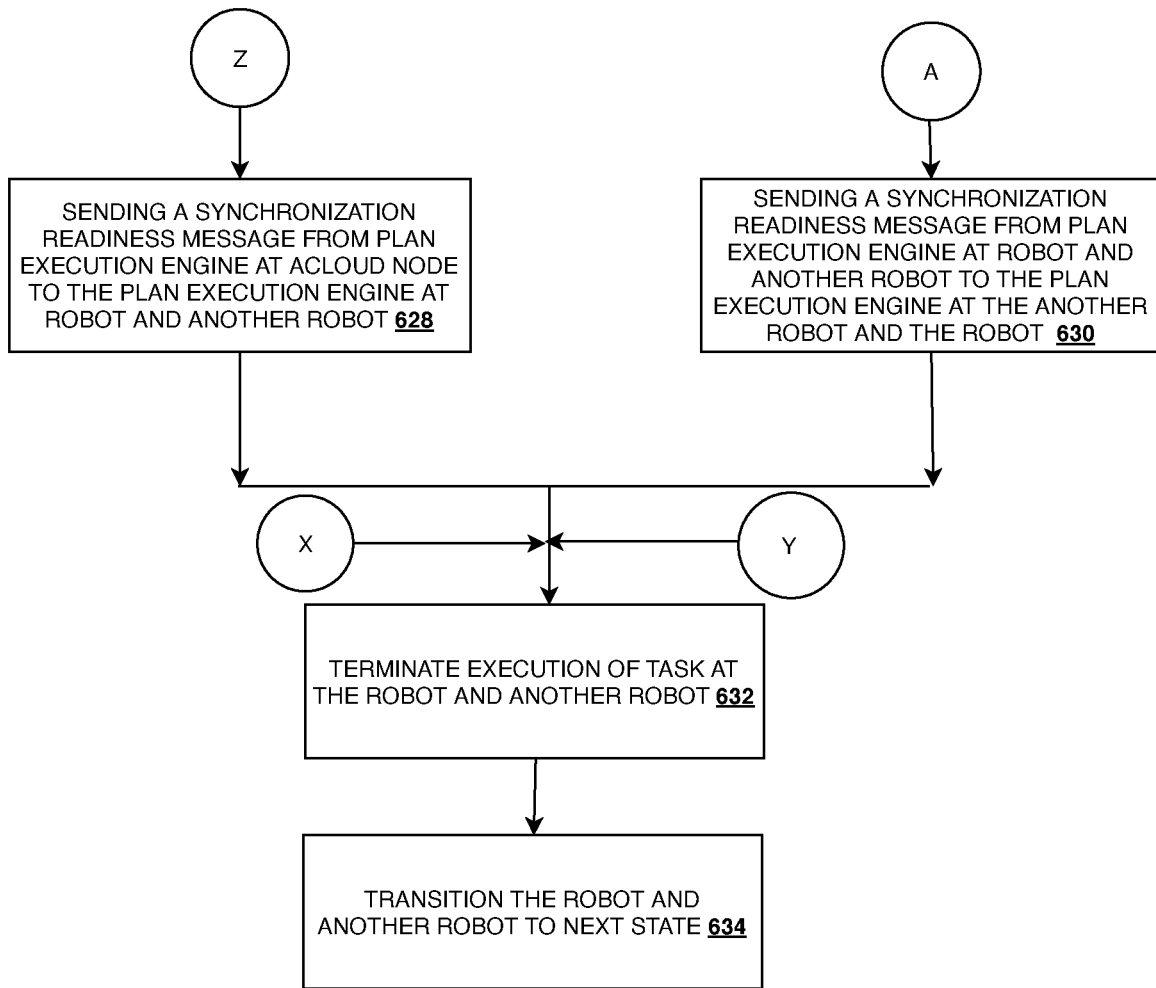 Z
A
SENDING A SYNCHRONIZATION
READINESS MESSAGE FROM PLAN
EXECUTION ENGINE AT ACLOUD NODE
TO THE PLAN EXECUTION ENGINE AT
ROBOT AND ANOTHER ROBOT 628
SENDING A SYNCHRONIZATION
READINESS MESSAGE FROM PLAN
EXECUTION ENGINE AT ROBOT AND
ANOTHER ROBOT TO THE PLAN
EXECUTION ENGINE AT THE ANOTHER
ROBOT AND THE ROBOT 630
X
Y
TERMINATE EXECUTION OF TASK AT
THE ROBOT AND ANOTHER ROBOT 632
TRANSITION THE ROBOT AND
ANOTHER ROBOT TO NEXT STATE 634